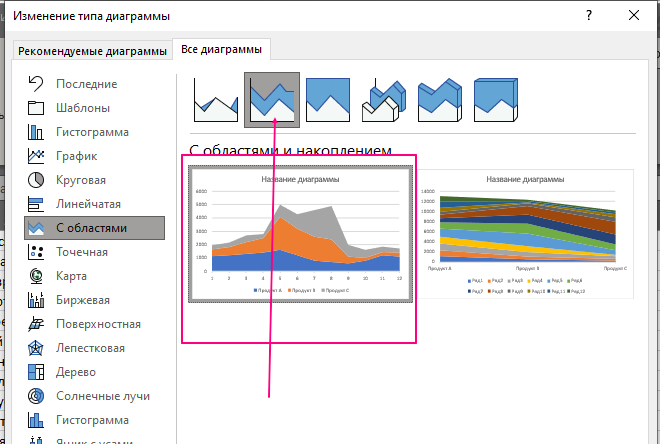 Изменение типа диаграммы
?
Рекомендуемые диаграммы
Все диаграммы
Последние
Шаблоны
Гистограмма
График
Круговая
Линейчатая
С областями
Точечная
Карта
Биржевая
Поверхностная
Лепестковая
Дерево
Солнечные лучи
Гистограмма
Ящик с усами
С областями и накоплением
Название диаграммы
6000
5000
4000
3000
2000
1000
0
1 2 3 4 5 6 7 8 9 10 11 12
Продукт A Продукт B Продукт C
Название диаграммы
14000
12000
10000
8000
6000
4000
2000
0
Продукт A Продукт B Продукт C
Ряд1 Ряд2 Ряд3 Ряд4 Ряд5 Ряд6
Ряд7 Ряд8 Ряд9 Ряд10 Ряд11 Ряд12